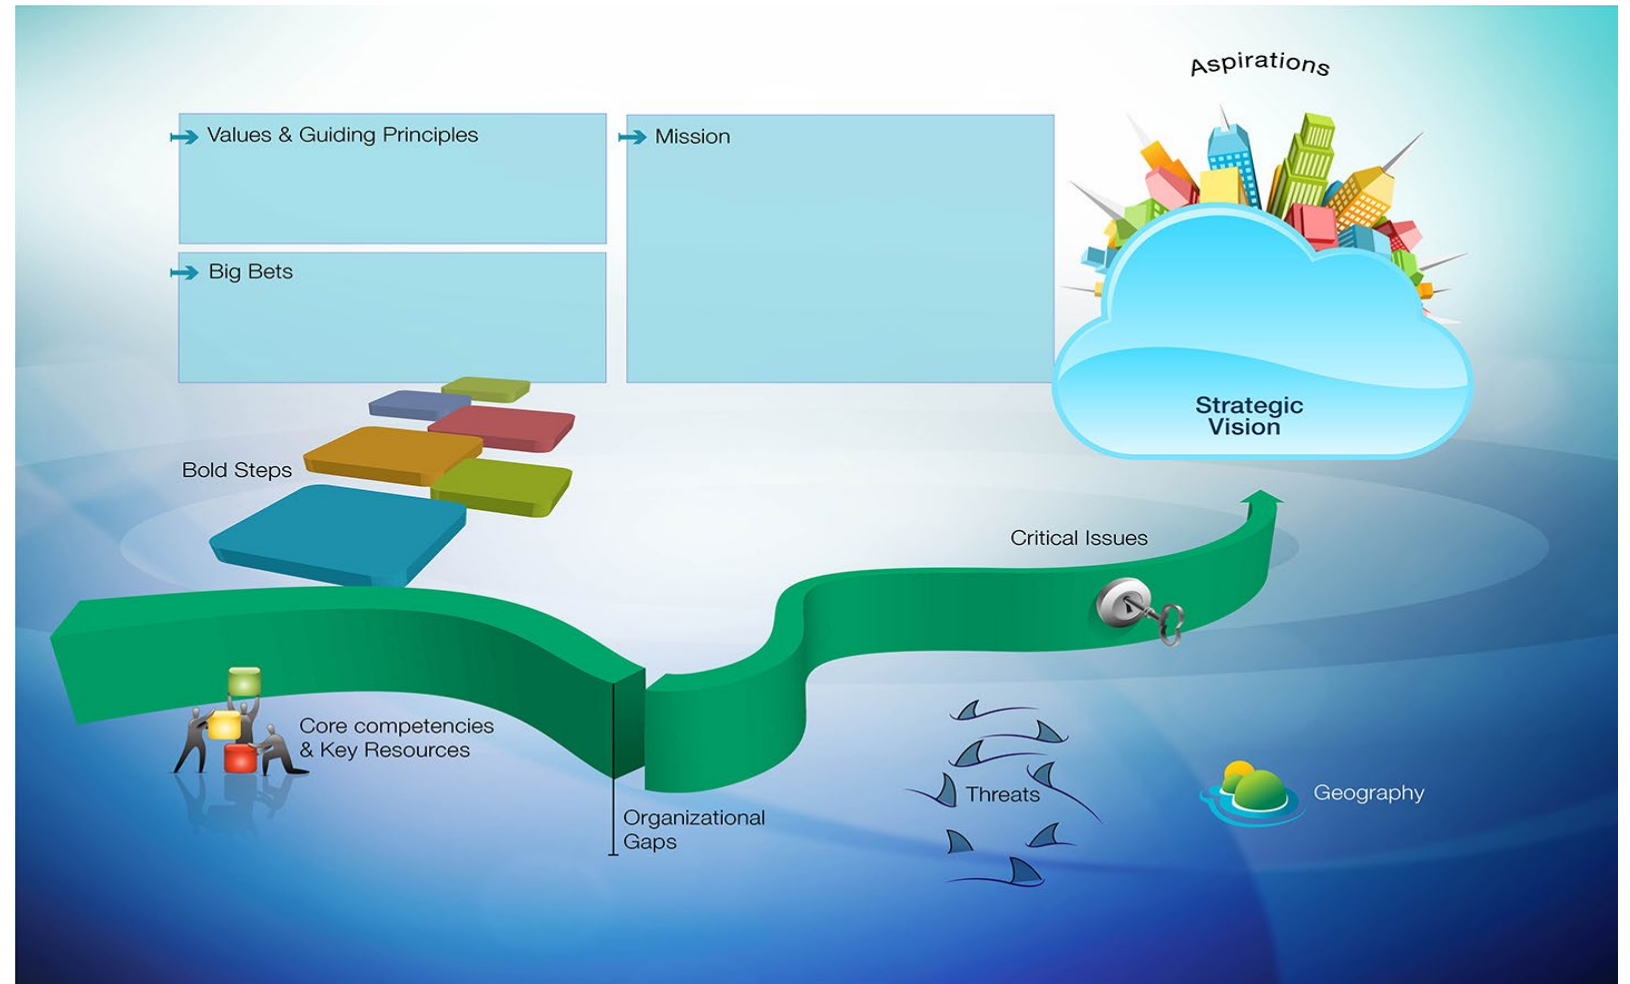 Aspirations
Values & Guiding Principles
Mission
Big Bets
Strategic
Vision
Bold Steps
Critical Issues
Core competencies
& Key Resources
Organizational
Gaps
Threats
Geography